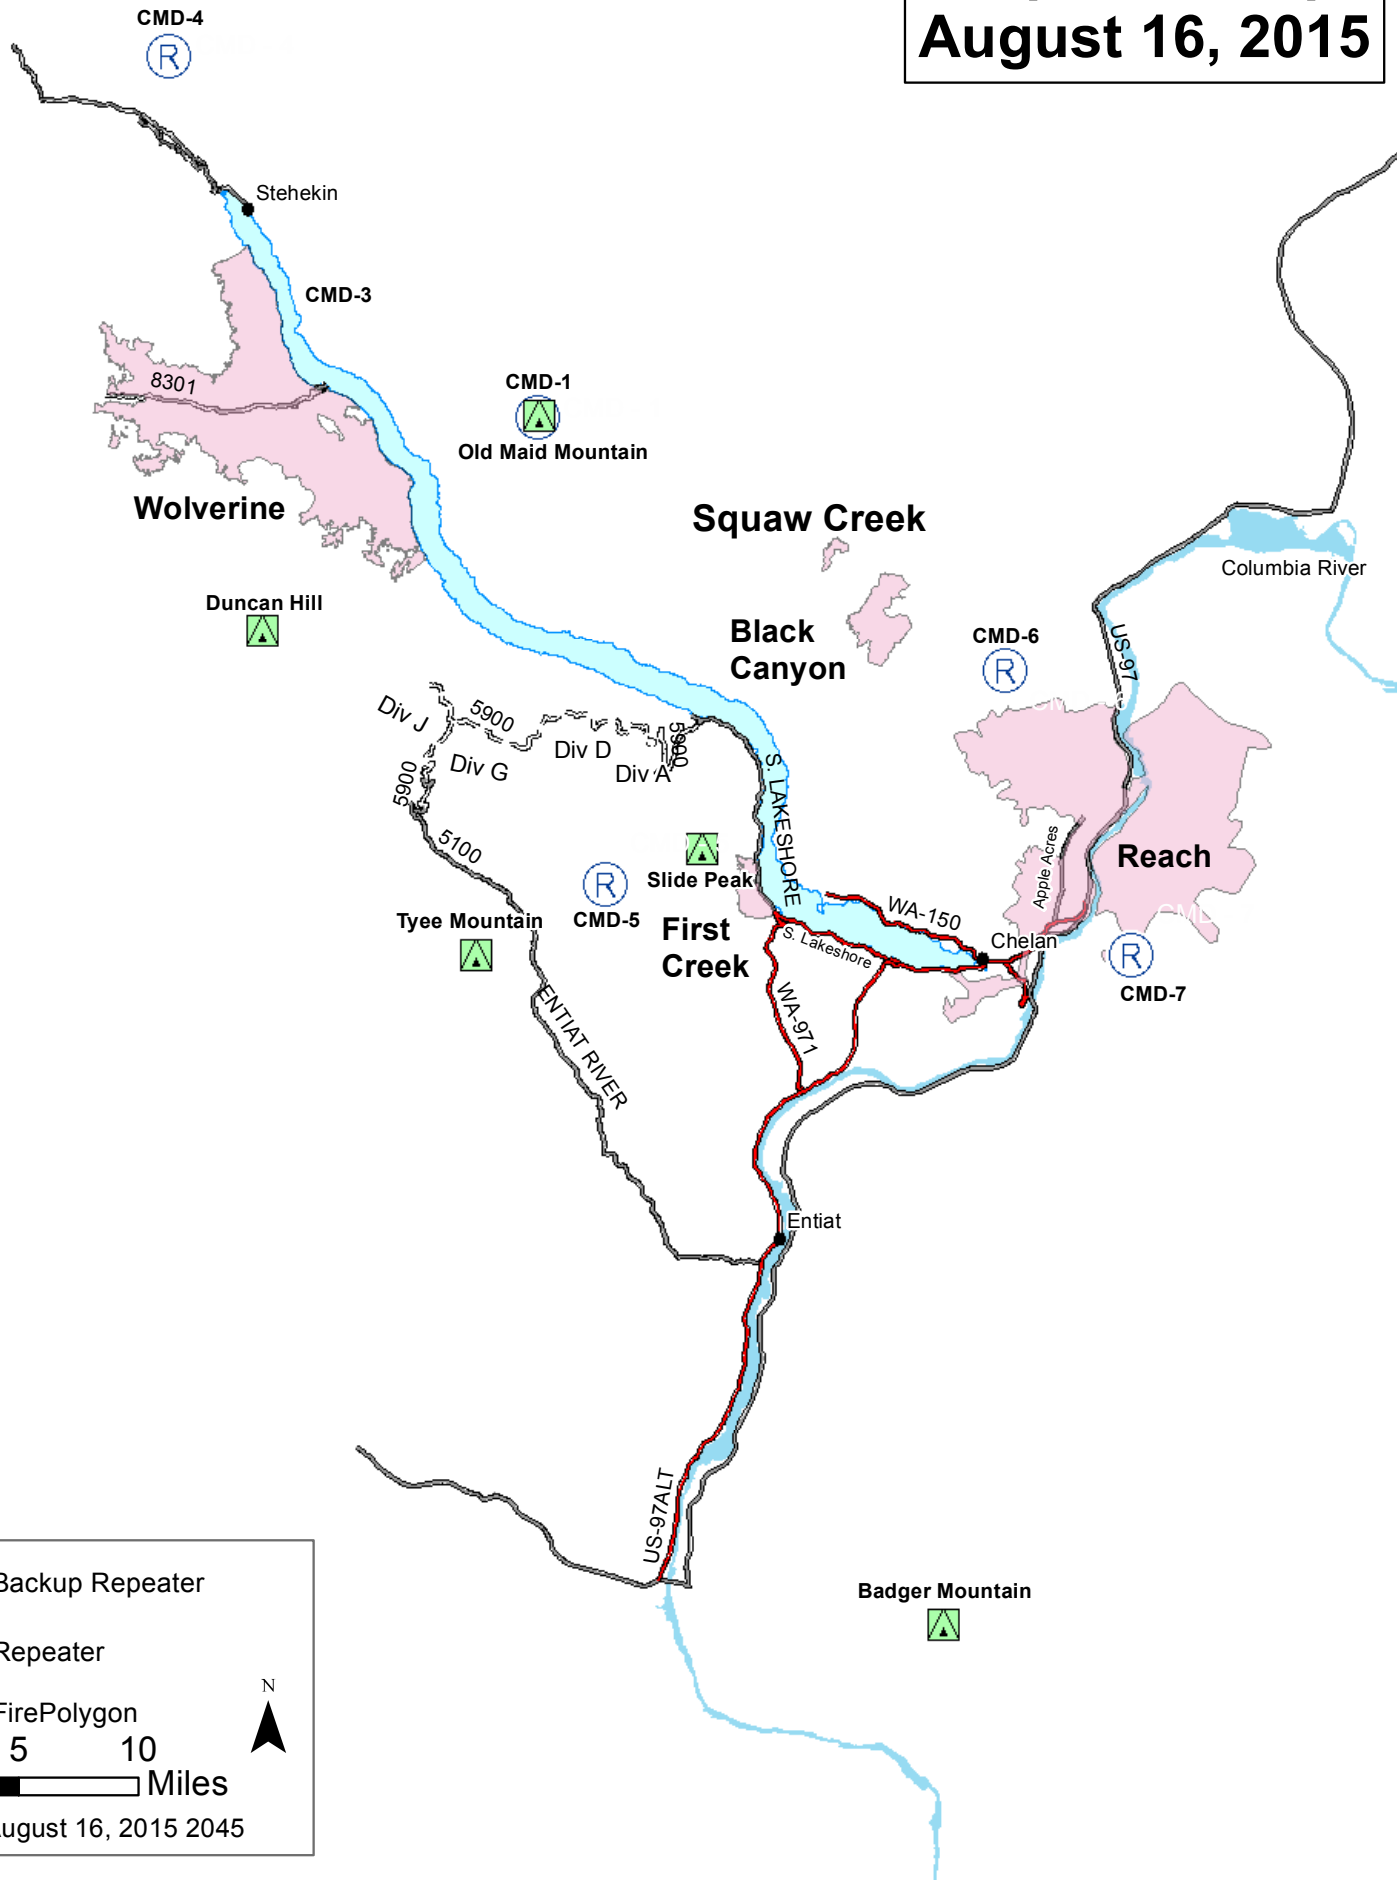 August 16, 2015
CMD-4
R
Stehekin
CMD-3
8301
CMD-1
Old Maid Mountain
Wolverine
Squaw Creek
Columbia River
Duncan Hill
Black
Canyon
CMD-6
R
US-97
Div J
5900
Div G
Div D
Div A
5900
5900
5100
S. LAKESHORE
Slide Peak
R
CMD-5
Tyee Mountain
First
Creek
S. Lakeshore
WA-150
Chelan
Apple Acres
Reach
R
CMD-7
WA-971
ENTIAT RIVER
Entiat
US-97ALT
Badger Mountain
Backup Repeater
Repeater
FirePolygon
N
5 10
Miles
August 16, 2015 2045